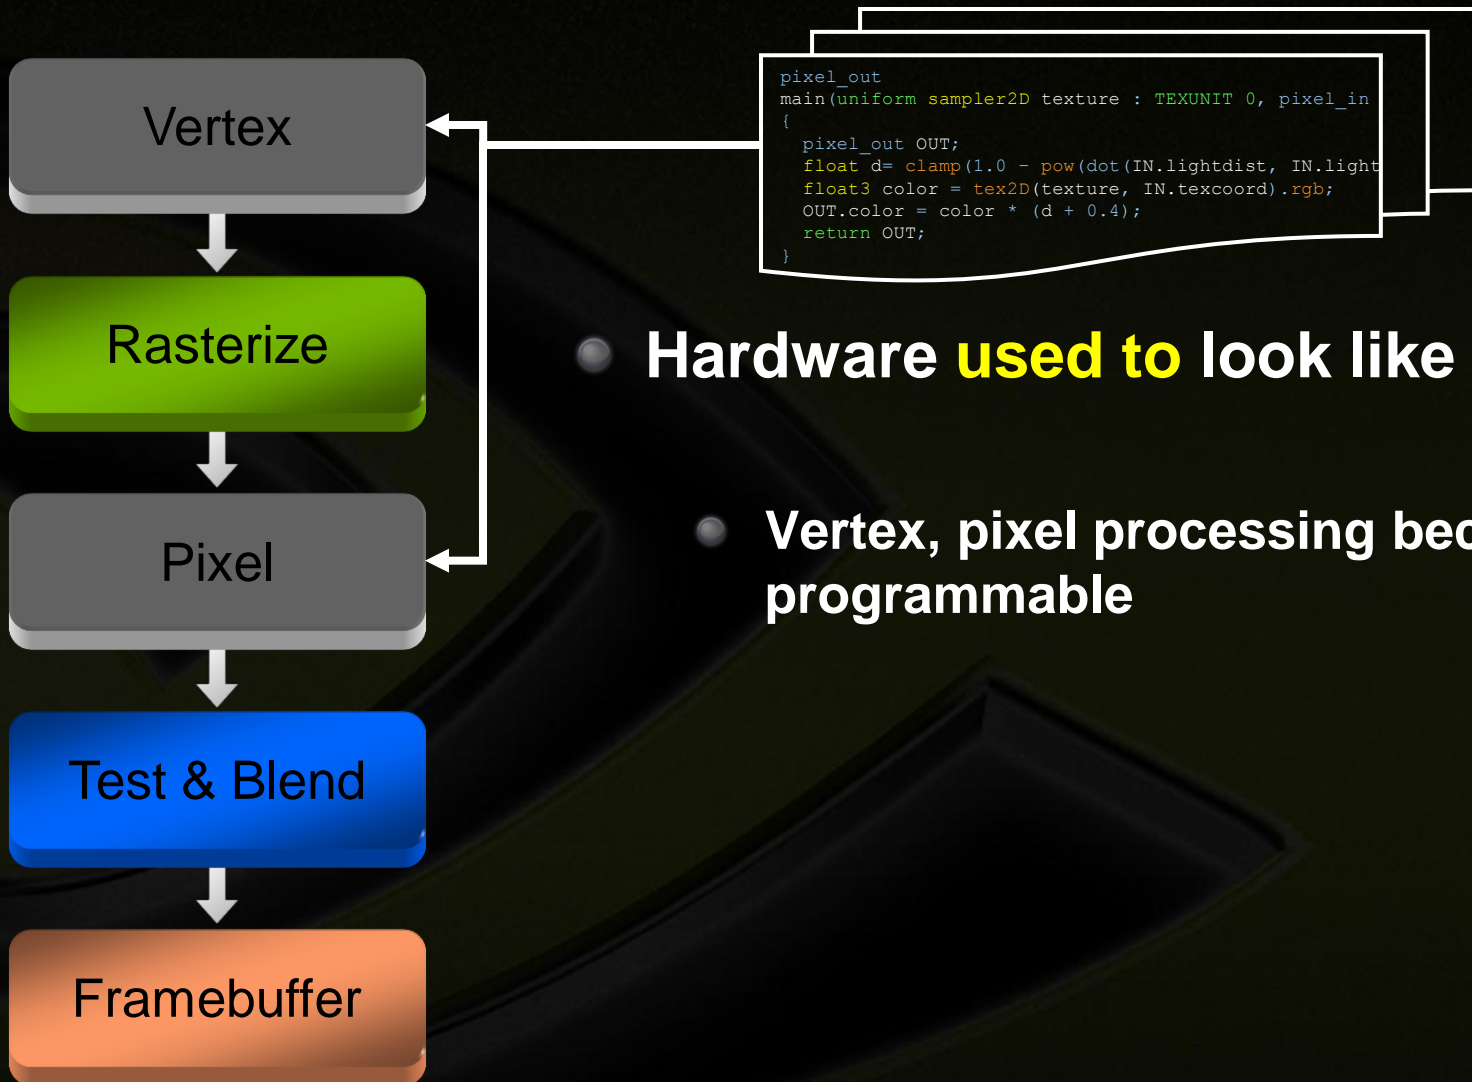 Vertex
Rasterize
Pixel
Test & Blend
Framebuffer
pixel_out
main(uniform sampler2D texture : TEXUNIT 0, pixel_in
{
pixel_out OUT;
float d= clamp(1.0 - pow(dot(IN.lightdist, IN.light
float3 color = tex2D(texture, IN.texcoord).rgb;
OUT.color = color * (d + 0.4);
return OUT;
}
Hardware used to look like
Vertex, pixel processing bec
programmable